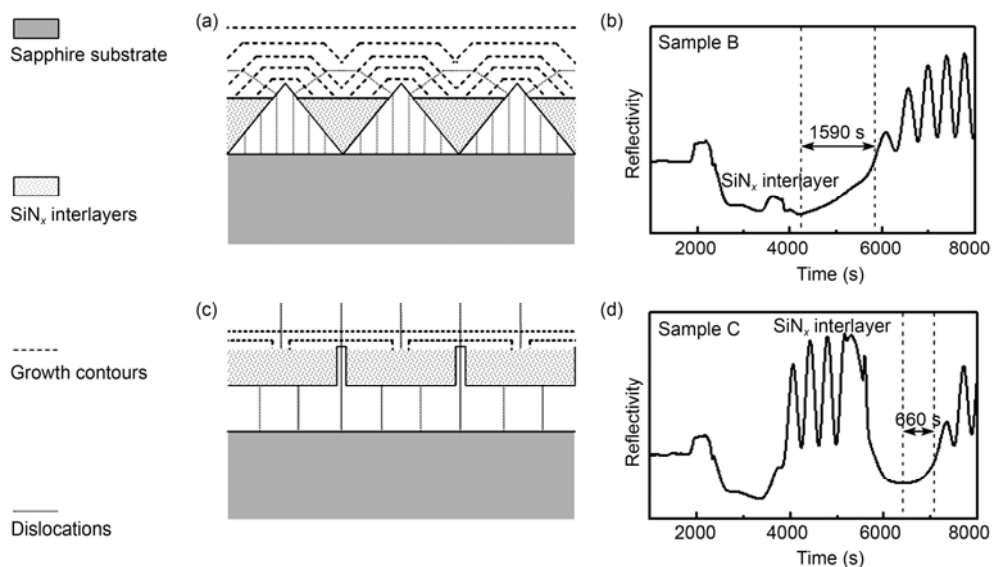 Sapphire substrate
SiNx interlayers
Growth contours
Dislocations
(a)
(b)
Sample B
1590 s
SiNx interlayer
Reflectivity
2000 4000 6000 8000
Time (s)
(c)
(d)
Sample C
SiNx interlayer
660 s
Reflectivity
2000 4000 6000 8000
Time (s)